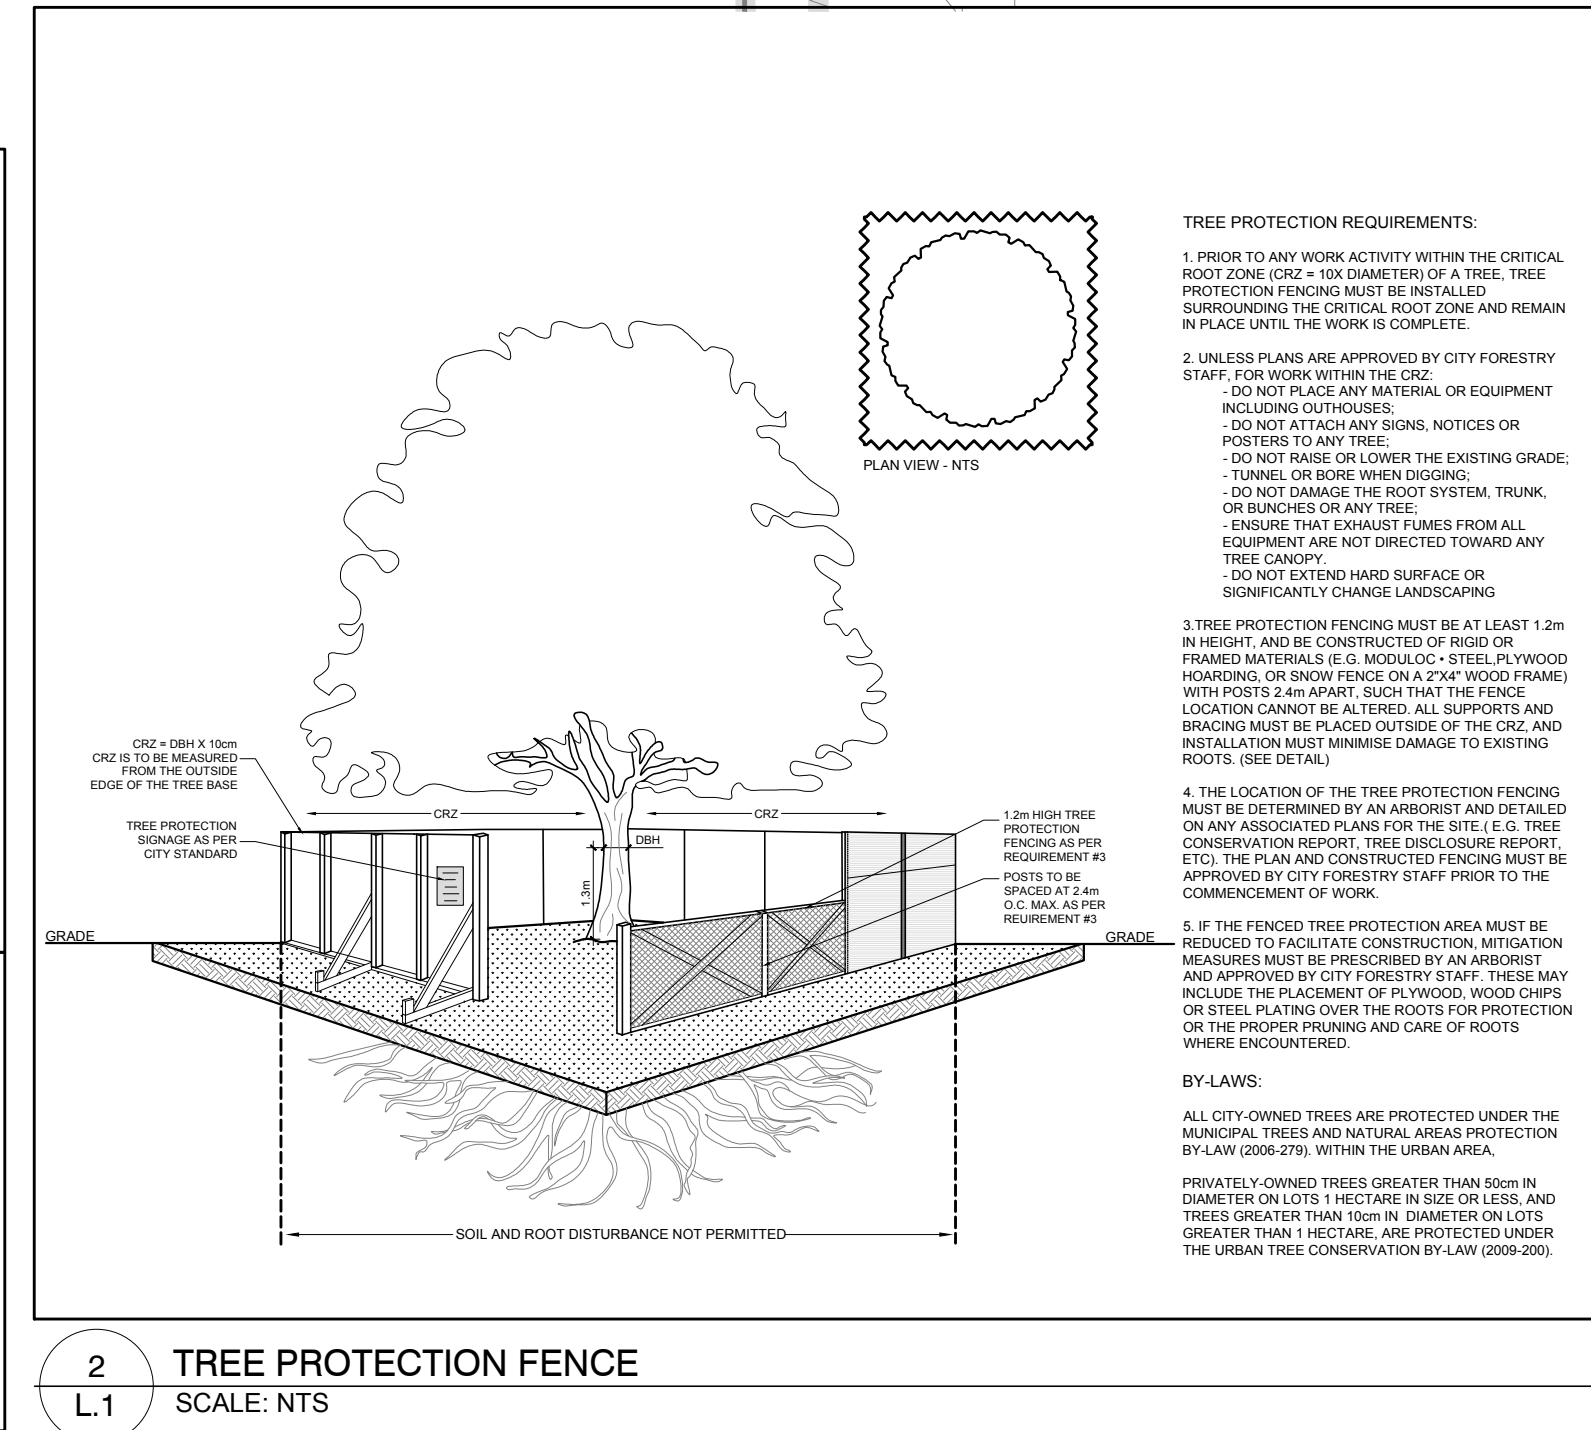 PLAN VIEW - NTS
CRZ = DBH X 10cm
CRZ IS TO BE MEASURED
FROM THE OUTSIDE
EDGE OF THE TREE BASE
TREE PROTECTION
SIGNAGE AS PER
CITY STANDARD
CRZ
CRZ
DBH
1.3m
1.2m HIGH TREE
PROTECTION
FENCING AS PER
REQUIREMENT #3
POSTS TO BE
SPACED AT 2.4m
O.C. MAX. AS PER
REUIREMENT #3
GRADE
GRADE
SOIL AND ROOT DISTURBANCE NOT PERMITTED
TREE PROTECTION REQUIREMENTS:
1. PRIOR TO ANY WORK ACTIVITY WITHIN THE CRITICAL
ROOT ZONE (CRZ = 10X DIAMETER) OF A TREE, TREE
PROTECTION FENCING MUST BE INSTALLED
SURROUNDING THE CRITICAL ROOT ZONE AND REMAIN
IN PLACE UNTIL THE WORK IS COMPLETE.
2. UNLESS PLANS ARE APPROVED BY CITY FORESTRY
STAFF, FOR WORK WITHIN THE CRZ:
- DO NOT PLACE ANY MATERIAL OR EQUIPMENT
INCLUDING OUTHOUSES;
- DO NOT ATTACH ANY SIGNS, NOTICES OR
POSTERS TO ANY TREE;
- DO NOT RAISE OR LOWER THE EXISTING GRADE;
- TUNNEL OR BORE WHEN DIGGING;
- DO NOT DAMAGE THE ROOT SYSTEM, TRUNK,
OR BUNCHES OR ANY TREE;
- ENSURE THAT EXHAUST FUMES FROM ALL
EQUIPMENT ARE NOT DIRECTED TOWARD ANY
TREE CANOPY.
- DO NOT EXTEND HARD SURFACE OR
SIGNIFICANTLY CHANGE LANDSCAPING
3.TREE PROTECTION FENCING MUST BE AT LEAST 1.2m
IN HEIGHT, AND BE CONSTRUCTED OF RIGID OR
FRAMED MATERIALS (E.G. MODULOC • STEEL,PLYWOOD
HOARDING, OR SNOW FENCE ON A 2"X4" WOOD FRAME)
WITH POSTS 2.4m APART, SUCH THAT THE FENCE
LOCATION CANNOT BE ALTERED. ALL SUPPORTS AND
BRACING MUST BE PLACED OUTSIDE OF THE CRZ, AND
INSTALLATION MUST MINIMISE DAMAGE TO EXISTING
ROOTS. (SEE DETAIL)
4. THE LOCATION OF THE TREE PROTECTION FENCING
MUST BE DETERMINED BY AN ARBORIST AND DETAILED
ON ANY ASSOCIATED PLANS FOR THE SITE.( E.G. TREE
CONSERVATION REPORT, TREE DISCLOSURE REPORT,
ETC). THE PLAN AND CONSTRUCTED FENCING MUST BE
APPROVED BY CITY FORESTRY STAFF PRIOR TO THE
COMMENCEMENT OF WORK.
5. IF THE FENCED TREE PROTECTION AREA MUST BE
REDUCED TO FACILITATE CONSTRUCTION, MITIGATION
MEASURES MUST BE PRESCRIBED BY AN ARBORIST
AND APPROVED BY CITY FORESTRY STAFF. THESE MAY
INCLUDE THE PLACEMENT OF PLYWOOD, WOOD CHIPS
OR STEEL PLATING OVER THE ROOTS FOR PROTECTION
OR THE PROPER PRUNING AND CARE OF ROOTS
WHERE ENCOUNTERED.
BY-LAWS:
ALL CITY-OWNED TREES ARE PROTECTED UNDER THE
MUNICIPAL TREES AND NATURAL AREAS PROTECTION
BY-LAW (2006-279). WITHIN THE URBAN AREA,
PRIVATELY-OWNED TREES GREATER THAN 50cm IN
DIAMETER ON LOTS 1 HECTARE IN SIZE OR LESS, AND
TREES GREATER THAN 10cm IN DIAMETER ON LOTS
GREATER THAN 1 HECTARE, ARE PROTECTED UNDER
THE URBAN TREE CONSERVATION BY-LAW (2009-200).
2
L.1
TREE PROTECTION FENCE
SCALE: NTS